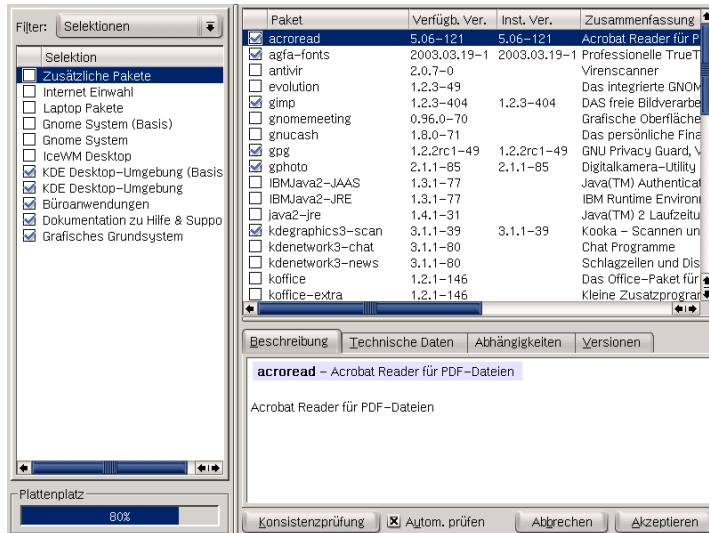 Filter: Selektionen
Selektion
Zusätzliche Pakete
Internet Einwahl
Laptop Pakete
Gnome System (Basis)
Gnome System
IceWM Desktop
KDE Desktop-Umgebung (Basis
KDE Desktop-Umgebung
Büroanwendungen
Dokumentation zu Hilfe & Suppo
Grafisches Grundsystem
Plattenplatz
80%
Paket Verfügb. Ver. Inst. Ver. Zusammenfassung
acroread 5.06-121 5.06-121 Acrobat Reader für P
agfa-fonts 2003.03.19-1 2003.03.19-1 Professionelle TrueT
antivir 2.0.7-0 Virenscanner
evolution 1.2.3-49 Das integrierte GNOM
gimp 1.2.3-404 1.2.3-404 DAS freie Bildverarbe
gnomemeeting 0.96.0-70 Grafische Oberfläche
gnucash 1.8.0-71 Das persönliche Fina
gpg 1.2.2rc1-49 1.2.2rc1-49 GNU Privacy Guard, V
gphoto 2.1.1-85 2.1.1-85 Digitalkamera-Utility
IBMJava2-JAAS 1.3.1-77 Java(TM) Authenticat
IBMJava2-JRE 1.3.1-77 IBM Runtime Environ
java2-jre 1.4.1-31 Java(TM) 2 Laufzeitu
kdegraphics3-scan 3.1.1-39 3.1.1-39 Kooka - Scannen un
kdenetwork3-chat 3.1.1-80 Chat Programme
kdenetwork3-news 3.1.1-80 Schlagzeilen und Dis
koffice 1.2.1-146 Das Office-Paket für
koffice-extra 1.2.1-146 Kleine Zusatzprogra
Beschreibung Technische Daten Abhängigkeiten Versionen
acroread - Acrobat Reader für PDF-Dateien
Acrobat Reader für PDF-Dateien
Konsistenzprüfung Autom. prüfen Abbrechen Akzeptieren